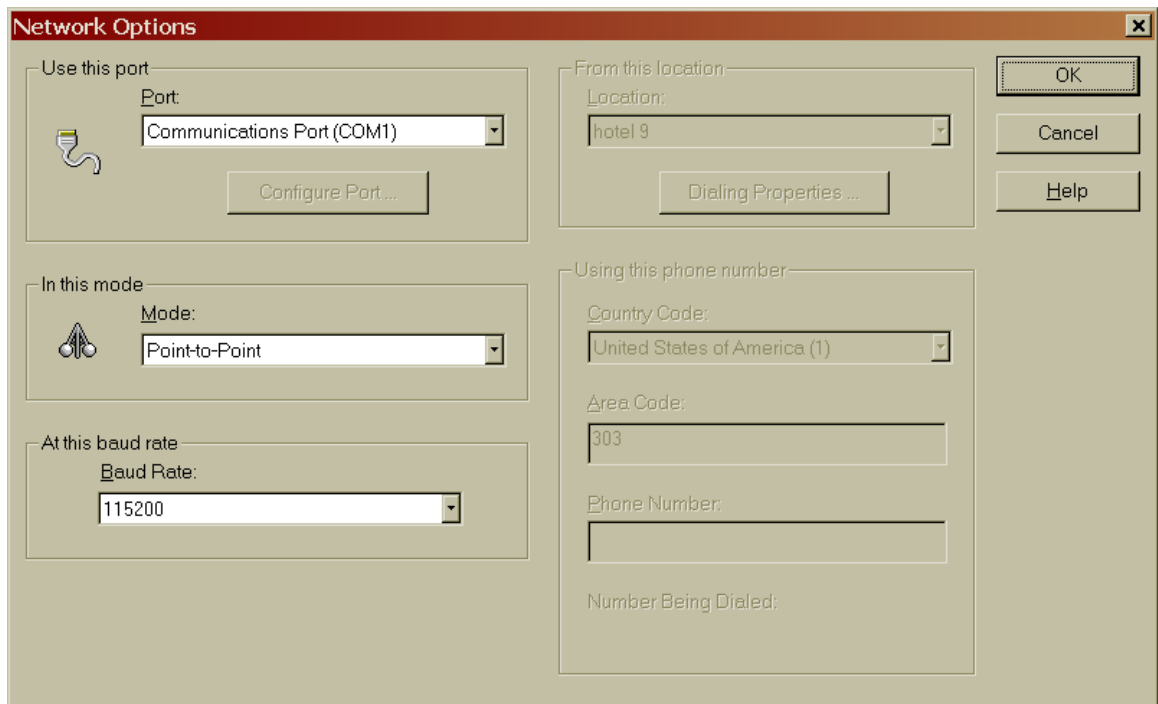 Network Options
Use this port
Port:
Communications Port (COM1)
Configure Port ...
In this mode
Mode:
Point-to-Point
At this baud rate
Baud Rate:
115200
From this location
Location:
hotel 9
Dialing Properties ...
Using this phone number
Country Code:
United States of America (1)
Area Code:
303
Phone Number:
Number Being Dialed:
OK
Cancel
Help